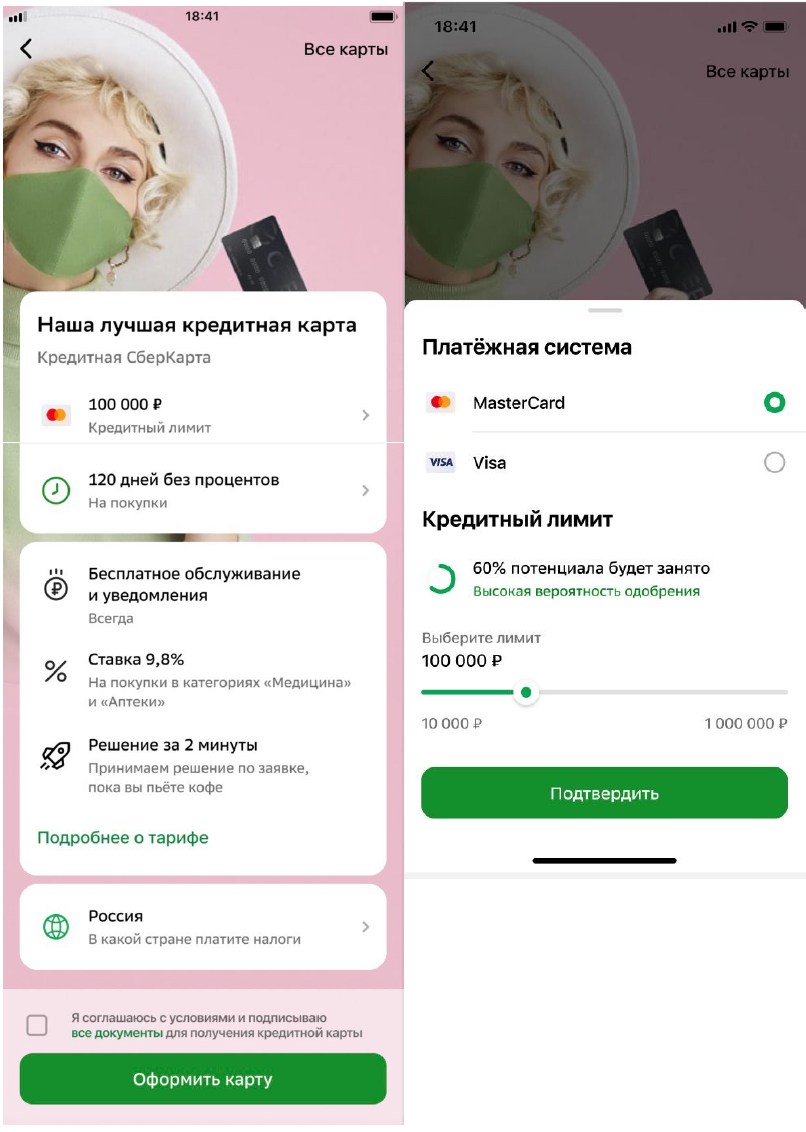 18:41
Все карты
Наша лучшая кредитная карта
Кредитная СберКарта
100 000 ₽
Кредитный лимит
120 дней без процентов
На покупки
Бесплатное обслуживание
и уведомления
Всегда
Ставка 9,8%
На покупки в категориях «Медицина»
и «Аптеки»
Решение за 2 минуты
Принимаем решение по заявке,
пока вы пьёте кофе
Подробнее о тарифе
Россия
В какой стране платите налоги
Я соглашаюсь с условиями и подписываю
все документы для получения кредитной карты
Оформить карту
18:41
Все карты
Платёжная система
MasterCard
VISA Visa
Кредитный лимит
60% потенциала будет занято
Высокая вероятность одобрения
Выберите лимит
100 000 ₽
10 000 ₽ 1 000 000 ₽
Подтвердить